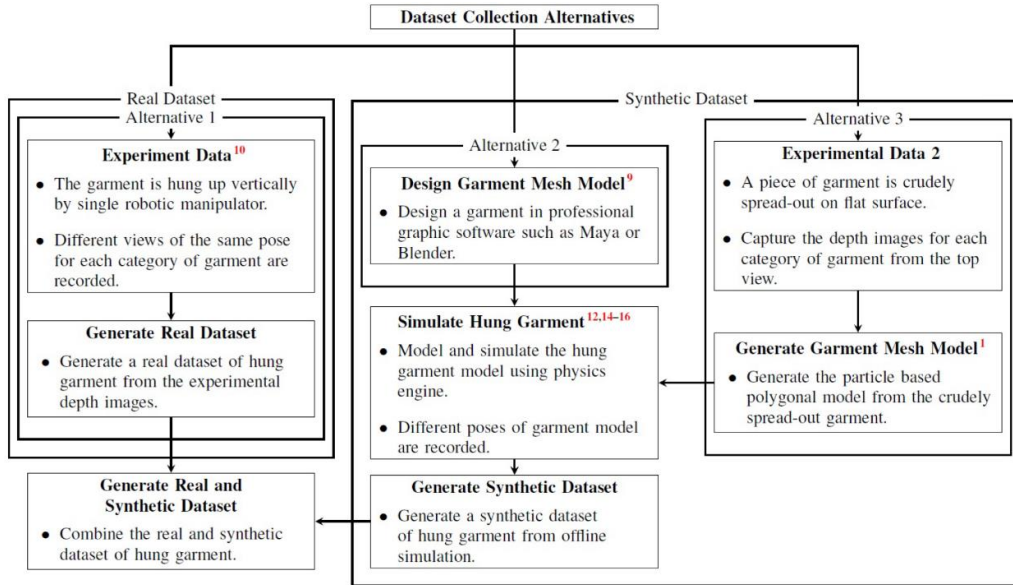 Dataset Collection Alternatives
Real Dataset
Alternative 1
Experiment Data10
• The garment is hung up vertically
by single robotic manipulator.
• Different views of the same pose
for each category of garment are
recorded.
Generate Real Dataset
• Generate a real dataset of hung
garment from the experimental
depth images.
Generate Real and
Synthetic Dataset
• Combine the real and synthetic
dataset of hung garment.
Synthetic Dataset
Alternative 2
Design Garment Mesh Model9
• Design a garment in professional
graphic software such as Maya or
Blender.
Simulate Hung Garment12,14–16
• Model and simulate the hung
garment model using physics
engine.
• Different poses of garment model
are recorded.
Generate Synthetic Dataset
• Generate a synthetic dataset
of hung garment from offline
simulation.
Alternative 3
Experimental Data 2
• A piece of garment is crudely
spread-out on flat surface.
• Capture the depth images for each
category of garment from the top
view.
Generate Garment Mesh Model1
• Generate the particle based
polygonal model from the crudely
spread-out garment.